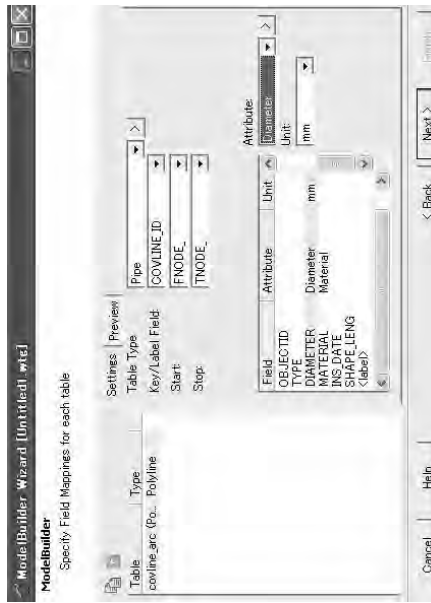 ModelBuilder Wizard [Untitled1.wtg]
ModelBuilder
Specify Field Mappings for each table
Table Type
covline_arc (Po... Polyline
Settings Preview
Table Type Pipe >
Key/Label Field: COVLINE_ID
Start: FNODE_
Stop: TNODE_
Field Attribute Unit
OBJECTID
TYPE
DIAMETER Diameter mm
MATERIAL Material
INS_DATE
SHAPE_LENG
<label>
Attribute:
Diameter >
Unit:
mm
Cancel Help < Back Next >